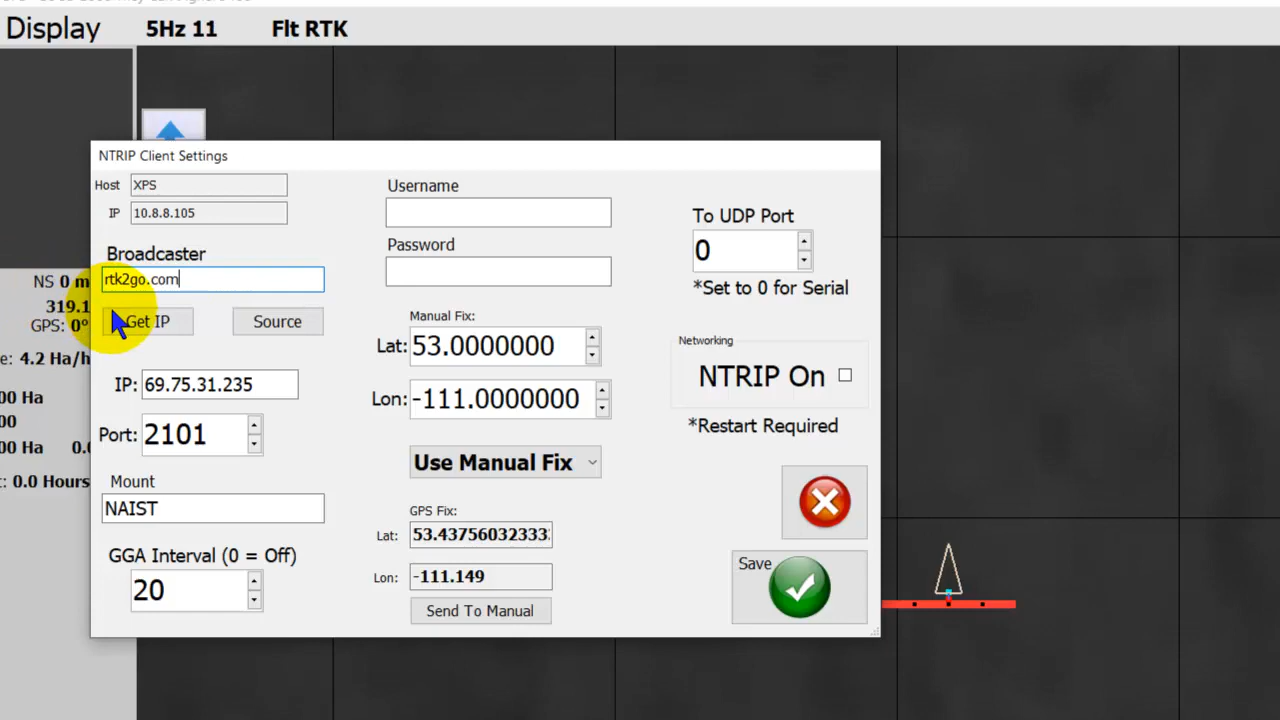 Display
5Hz 11
Flt RTK
NTRIP Client Settings
Host XPS
IP 10.8.8.105
Broadcaster
rtk2go.com
Get IP
Source
IP: 69.75.31.235
Port: 2101
Mount
NAIST
GGA Interval (0 = Off)
20
Username
Password
Manual Fix:
Lat: 53.0000000
Lon: -111.0000000
Use Manual Fix
GPS Fix:
Lat: 53.43756032333
Lon: -111.149
Send To Manual
To UDP Port
0
*Set to 0 for Serial
Networking
NTRIP On
*Restart Required
Save
NS 0 m
319.1
GPS: 0°
e: 4.2 Ha/h
00 Ha
00
00 Ha 0.
t: 0.0 Hours